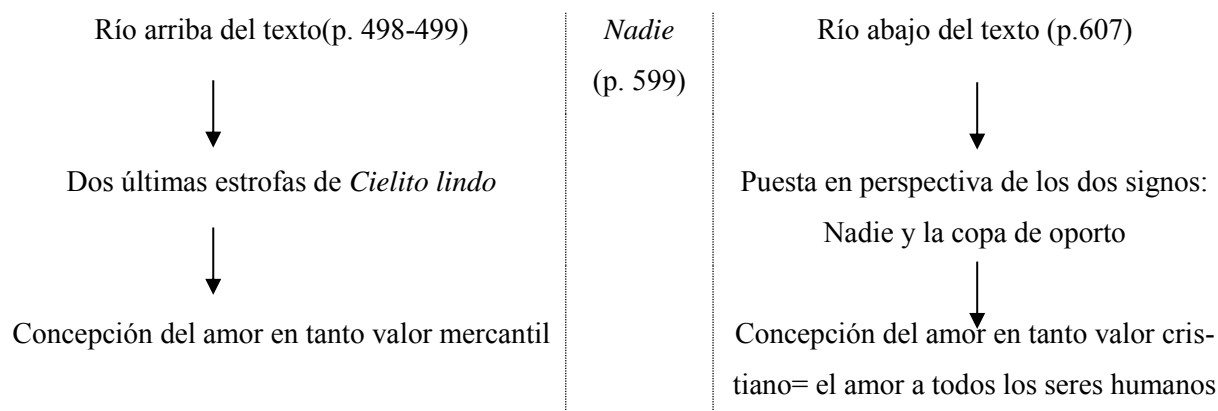 Río arriba del texto(p. 498-499)
Dos últimas estrofas de Cielito lindo
Concepción del amor en tanto valor mercantil
Nadie
(p. 599)
Río abajo del texto (p.607)
Puesta en perspectiva de los dos signos:
Nadie y la copa de oporto
Concepción del amor en tanto valor cris-
tiano= el amor a todos los seres humanos